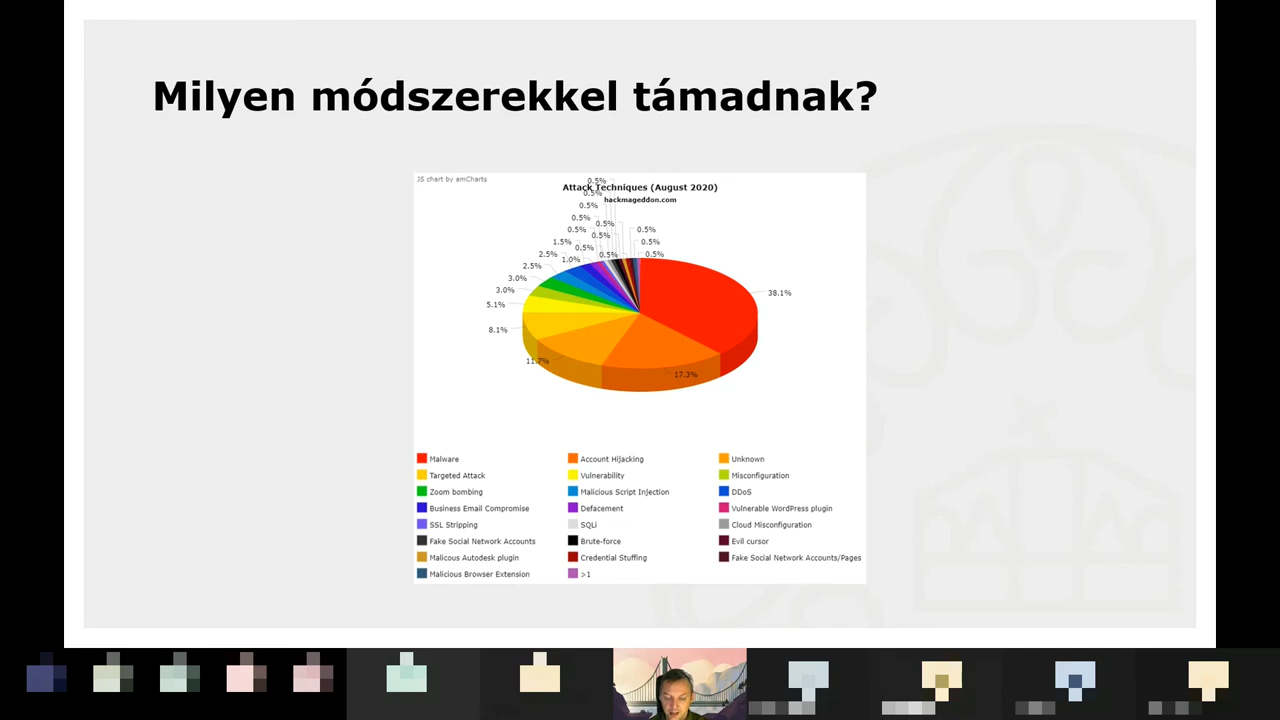 Milyen módszerekkel támadnak?
JS chart by amCharts
Attack Techniques (August 2020)
hackmageddon.com
0.5%
0.5%
0.5%
0.5%
0.5%
0.5%
0.5%
0.5%
1.5%
0.5%
0.5%
2.5%
1.0%
0.5%
0.5%
2.5%
3.0%
3.0%
5.1%
8.1%
11.7%
17.3%
38.1%
Malware
Account Hijacking
Unknown
Targeted Attack
Vulnerability
Misconfiguration
Zoom bombing
Malicious Script Injection
DDoS
Business Email Compromise
Defacement
Vulnerable WordPress plugin
SSL Stripping
SQLi
Cloud Misconfiguration
Fake Social Network Accounts
Brute-force
Evil cursor
Malicous Autodesk plugin
Credential Stuffing
Fake Social Network Accounts/Pages
Malicious Browser Extension
>1